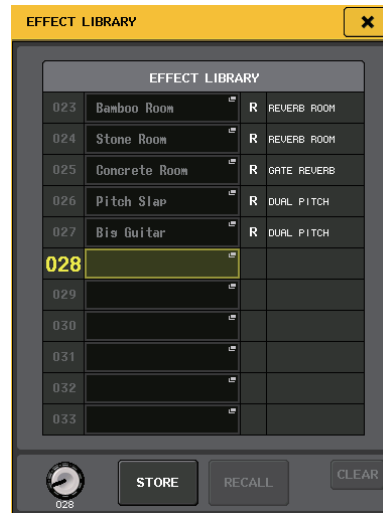 EFFECT LIBRARY
EFFECT LIBRARY
023 Bamboo Room R REVERB ROOM
024 Stone Room R REVERB ROOM
025 Concrete Room R GATE REVERB
026 Pitch Slap R DUAL PITCH
027 Big Guitar R DUAL PITCH
028
029
030
031
032
033
STORE RECALL CLEAR
028